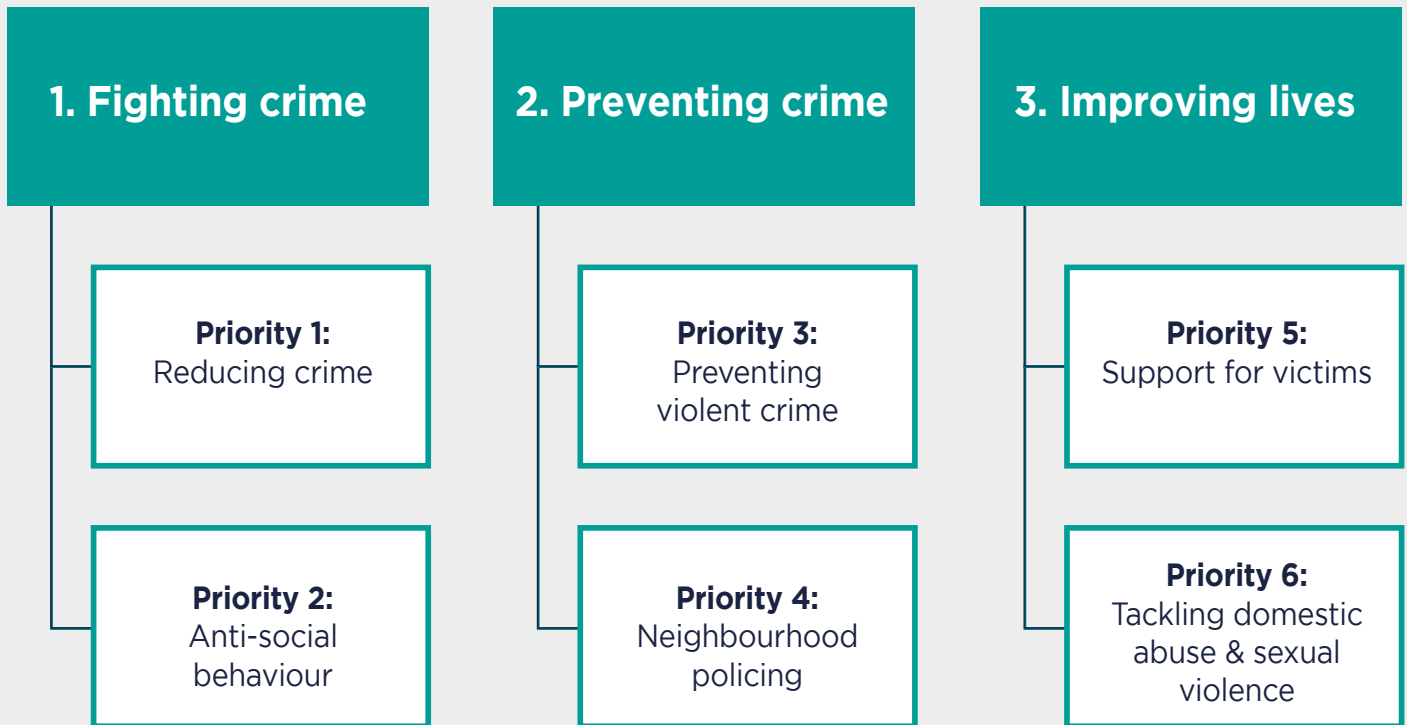 1. Fighting crime
Priority 1:
Reducing crime
Priority 2:
Anti-social
behaviour
2. Preventing crime
Priority 3:
Preventing
violent crime
Priority 4:
Neighbourhood
policing
3. Improving lives
Priority 5:
Support for victims
Priority 6:
Tackling domestic
abuse & sexual
violence